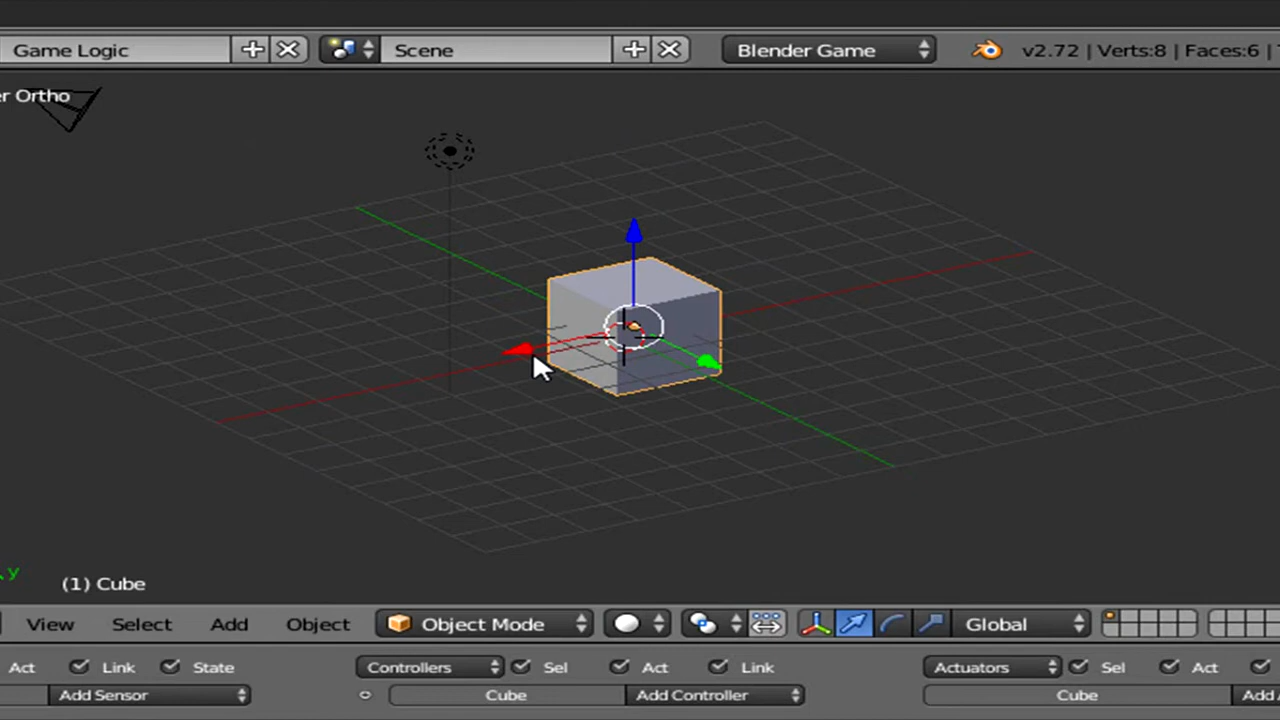 Game Logic Scene Blender Game v2.72 | Verts:8 | Faces:6 |
er Ortho
y
(1) Cube
View Select Add Object Object Mode Global
Act Link State Controllers Sel Act Link Actuators Sel Act
Add Sensor Cube Add Controller Cube Add